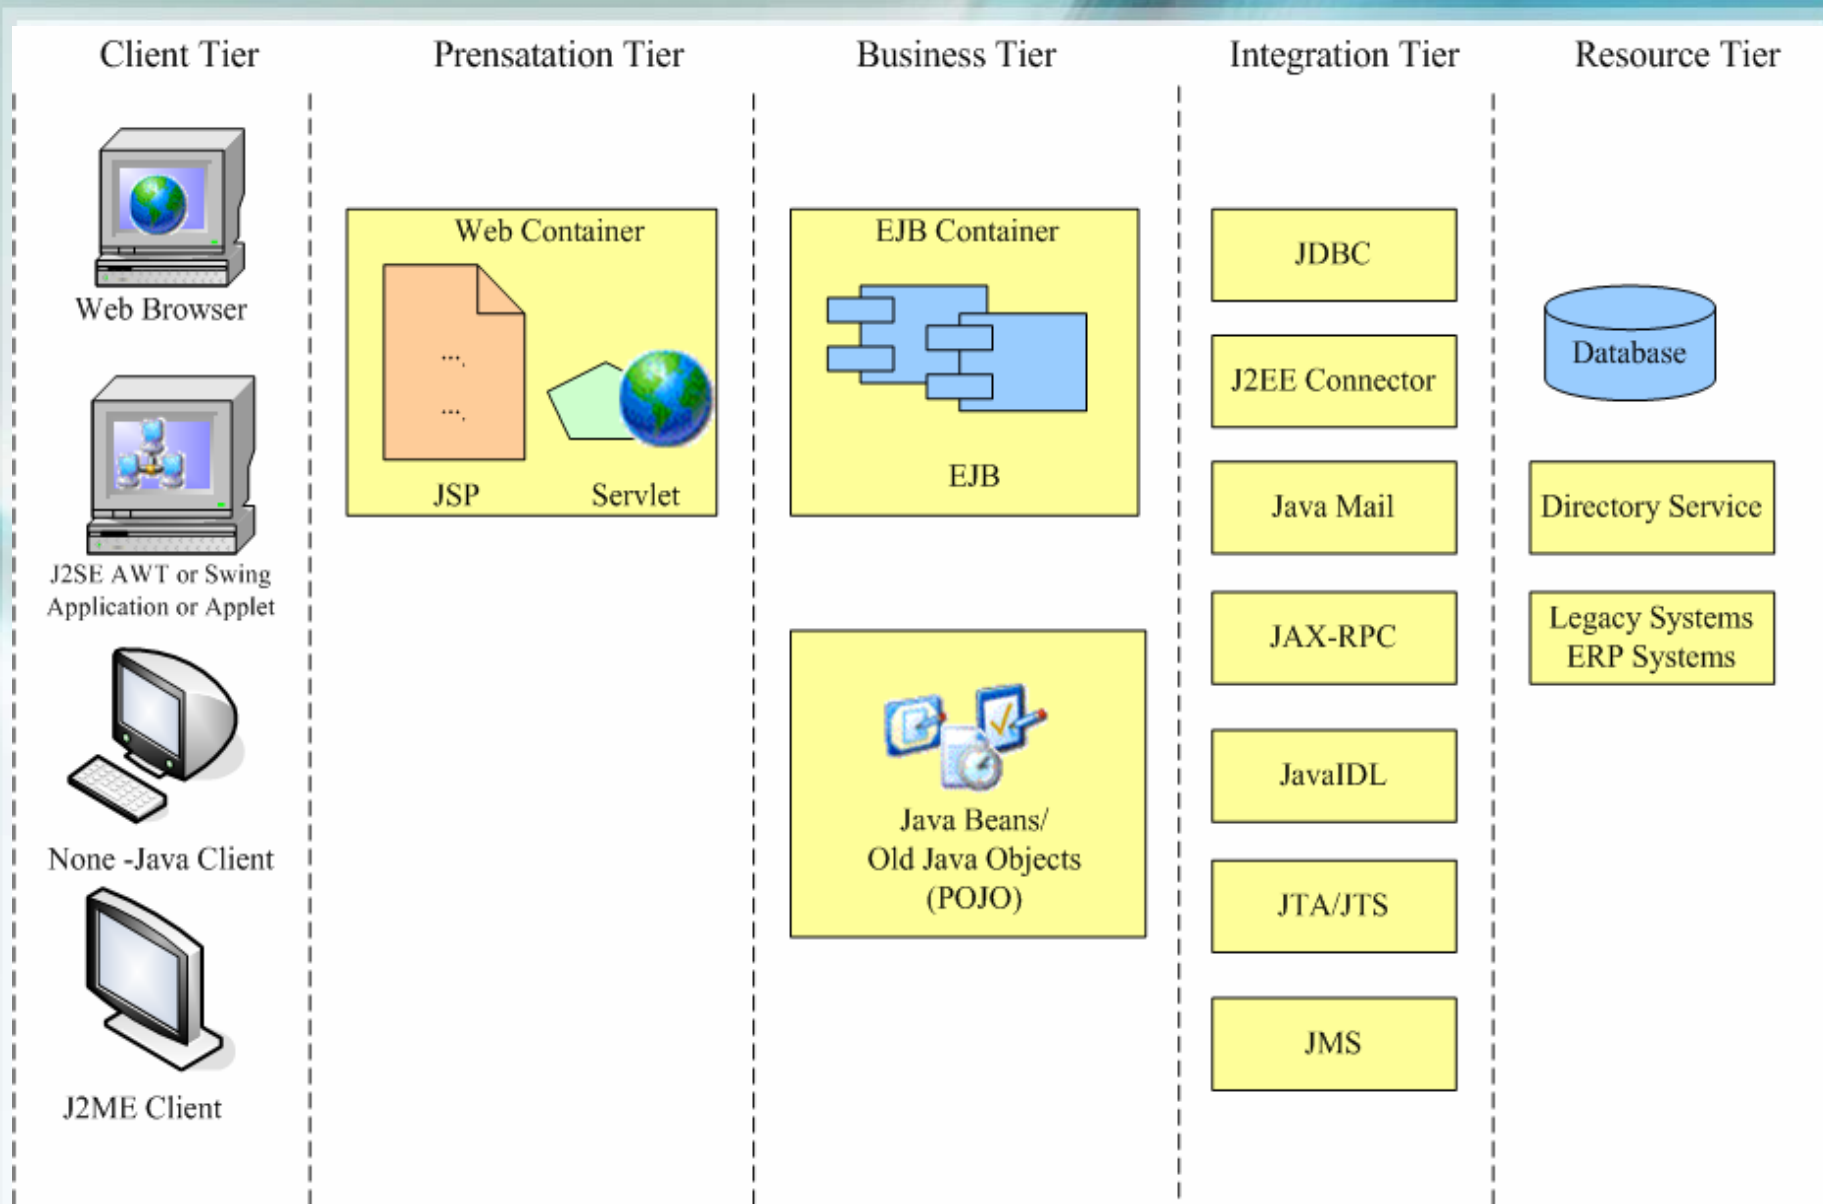 Client Tier
Prensatation Tier
Business Tier
Integration Tier
Resource Tier
Web Browser
J2SE AWT or Swing
Application or Applet
None -Java Client
J2ME Client
Web Container
...
...
JSP
Servlet
EJB Container
EJB
Java Beans/
Old Java Objects
(POJO)
JDBC
J2EE Connector
Java Mail
JAX-RPC
JavaIDL
JTA/JTS
JMS
Database
Directory Service
Legacy Systems
ERP Systems